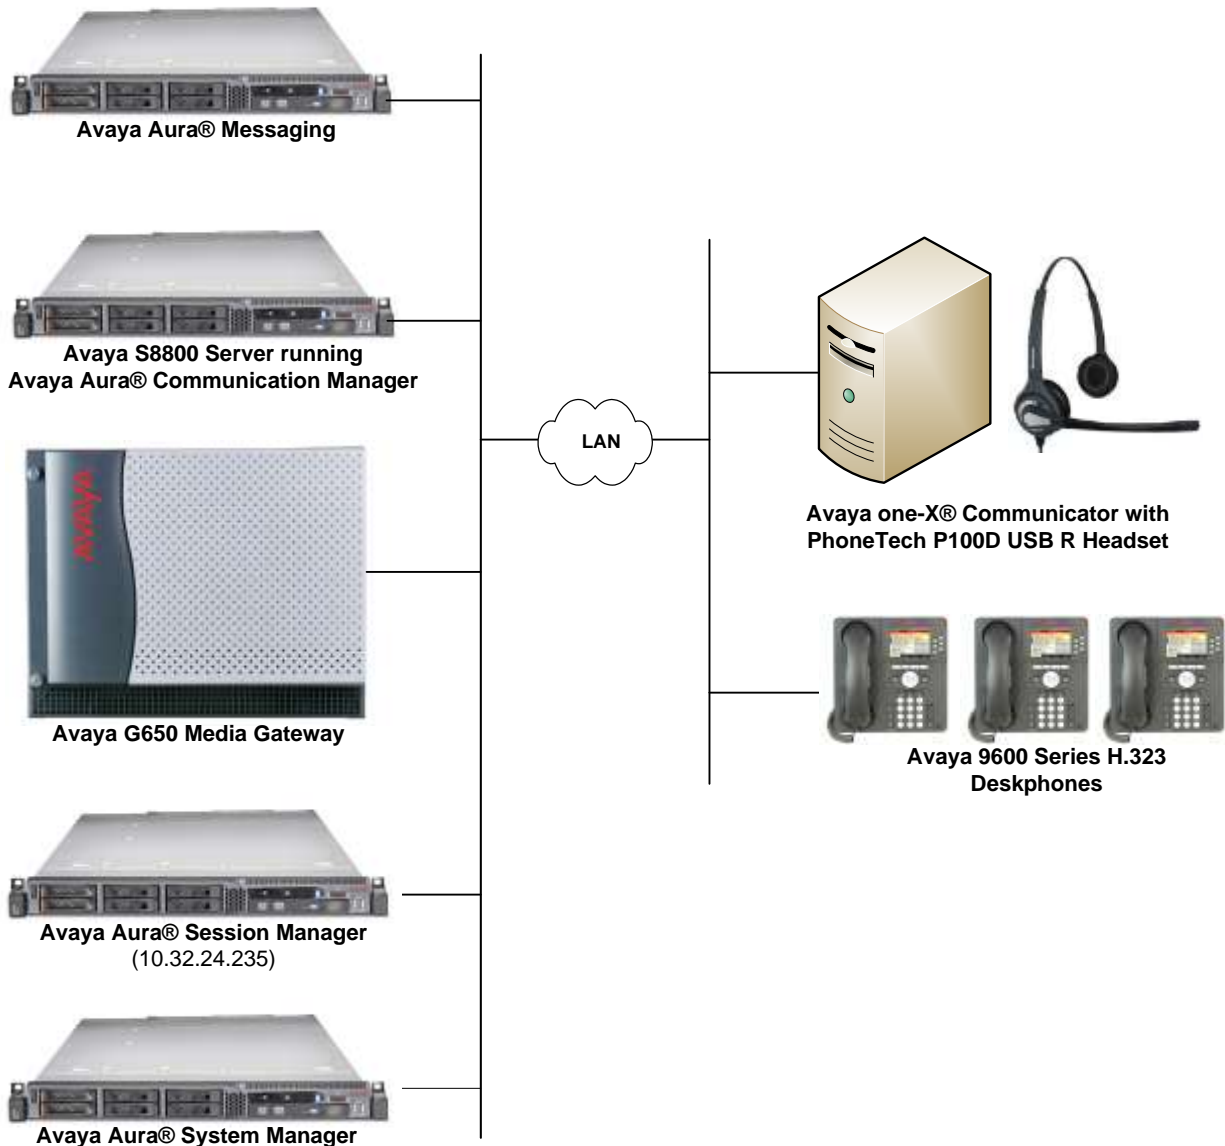 Avaya Aura® Messaging
Avaya S8800 Server running
Avaya Aura® Communication Manager
AVAYA
Avaya G650 Media Gateway
Avaya Aura® Session Manager
(10.32.24.235)
Avaya Aura® System Manager
LAN
Avaya one-X® Communicator with
PhoneTech P100D USB R Headset
Avaya 9600 Series H.323
Deskphones